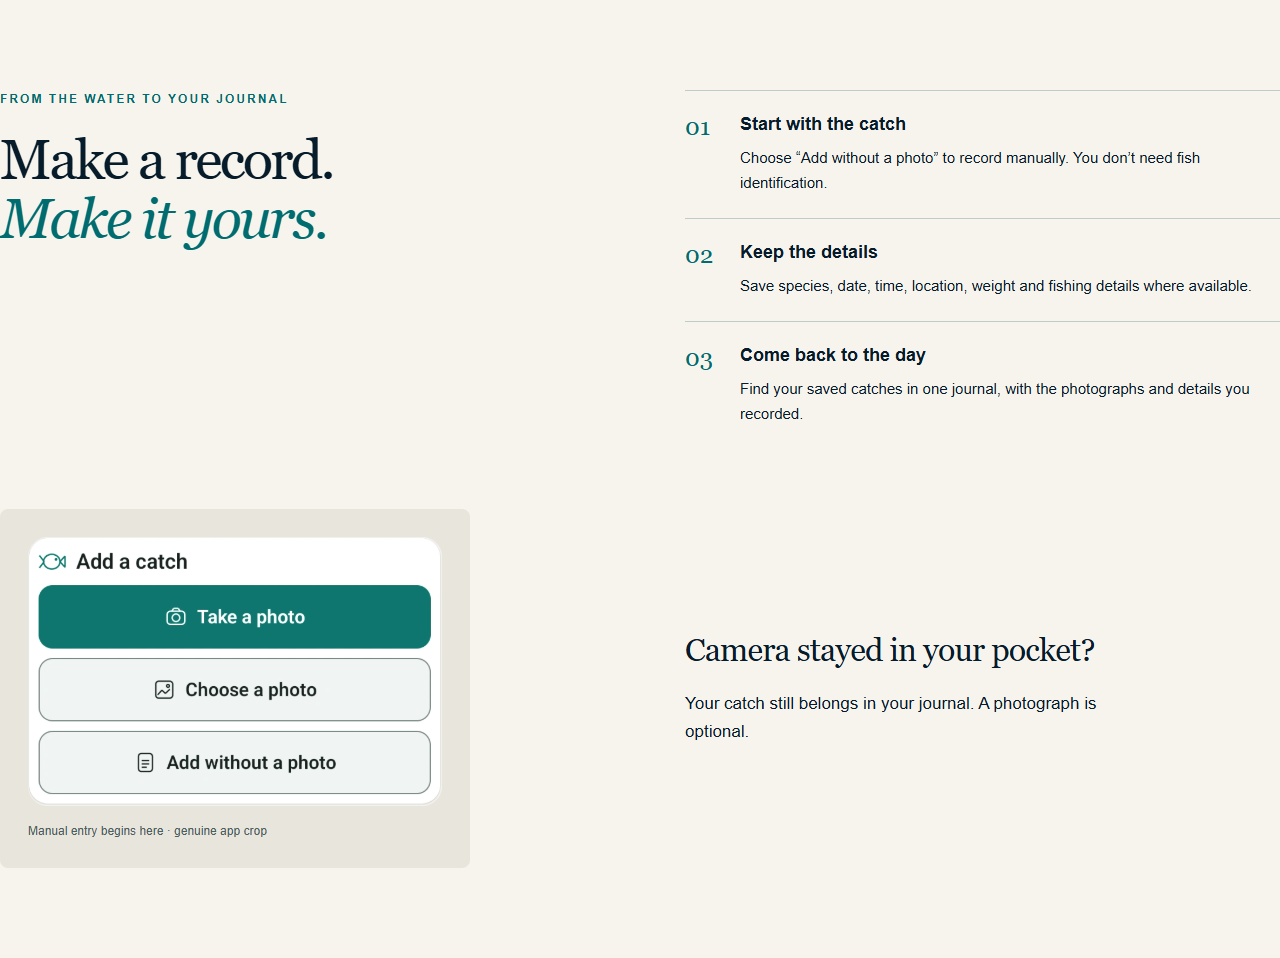 FROM THE WATER TO YOUR JOURNAL
Make a record.
Make it yours.
01
Start with the catch
Choose “Add without a photo” to record manually. You don’t need fish
identification.
02
Keep the details
Save species, date, time, location, weight and fishing details where available.
03
Come back to the day
Find your saved catches in one journal, with the photographs and details you
recorded.
Add a catch
Take a photo
Choose a photo
Add without a photo
Manual entry begins here · genuine app crop
Camera stayed in your pocket?
Your catch still belongs in your journal. A photograph is
optional.